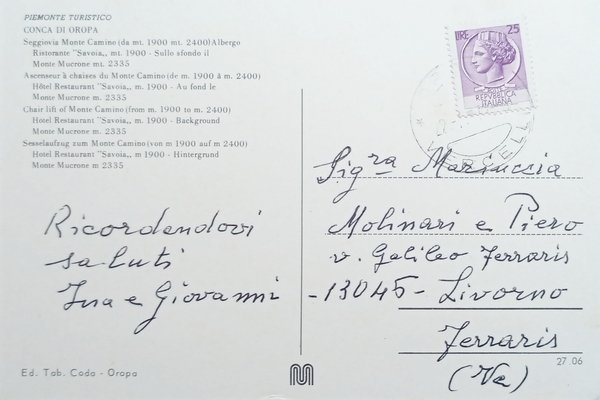 PIEMONTE TURISTICO
CONCA DI OROPA
Seggiovia Monte Camino (da mt. 1900 mt. 2400) Albergo
Ristorante "Savoia,, mt. 1900 - Sullo sfondo il
Monte Mucrone mt. 2335
Ascenseur à chaises du Monte Camino (de m. 1900 à m. 2400)
Hôtel Restaurant "Savoia,, m. 1900 - Au fond le
Monte Mucrone m. 2335
Chair lift of Monte Camino (from m. 1900 to m. 2400)
Hotel Restaurant "Savoia,, m. 1900 - Background
Monte Mucrone m. 2335
Sesselaufzug zum Monte Camino (von m 1900 auf m 2400)
Hotel Restaurant "Savoia,, m 1900 - Hintergrund
Monte Mucrone m 2335
Ricordandovi
saluti
Ina e Giovanni
Ed. Tab. Coda - Oropa
LIRE 25
POSTE
REPVBBLICA
ITALIANA
VERCELLI
Sig.ra Mariuccia
Molinari e Piero
v. Galileo Ferraris
-13045- Livorno
Ferraris
(Vc)
27.06